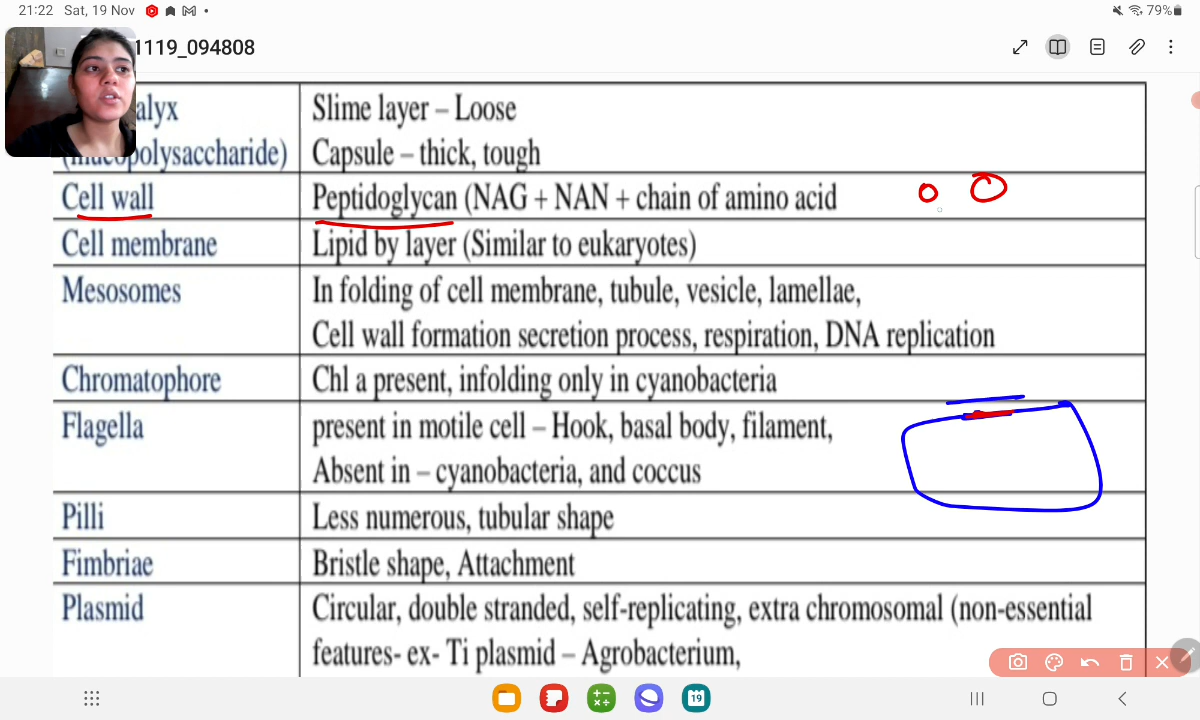 21:22 Sat, 19 Nov
79%
1119_094808
alyx
Slime layer – Loose
(mucopolysaccharide)
Capsule – thick, tough
Cell wall
Peptidoglycan (NAG + NAN + chain of amino acid
Cell membrane
Lipid by layer (Similar to eukaryotes)
Mesosomes
In folding of cell membrane, tubule, vesicle, lamellae,
Cell wall formation secretion process, respiration, DNA replication
Chromatophore
Chl a present, infolding only in cyanobacteria
Flagella
present in motile cell – Hook, basal body, filament,
Absent in – cyanobacteria, and coccus
Pilli
Less numerous, tubular shape
Fimbriae
Bristle shape, Attachment
Plasmid
Circular, double stranded, self-replicating, extra chromosomal (non-essential
features- ex- Ti plasmid – Agrobacterium,
19